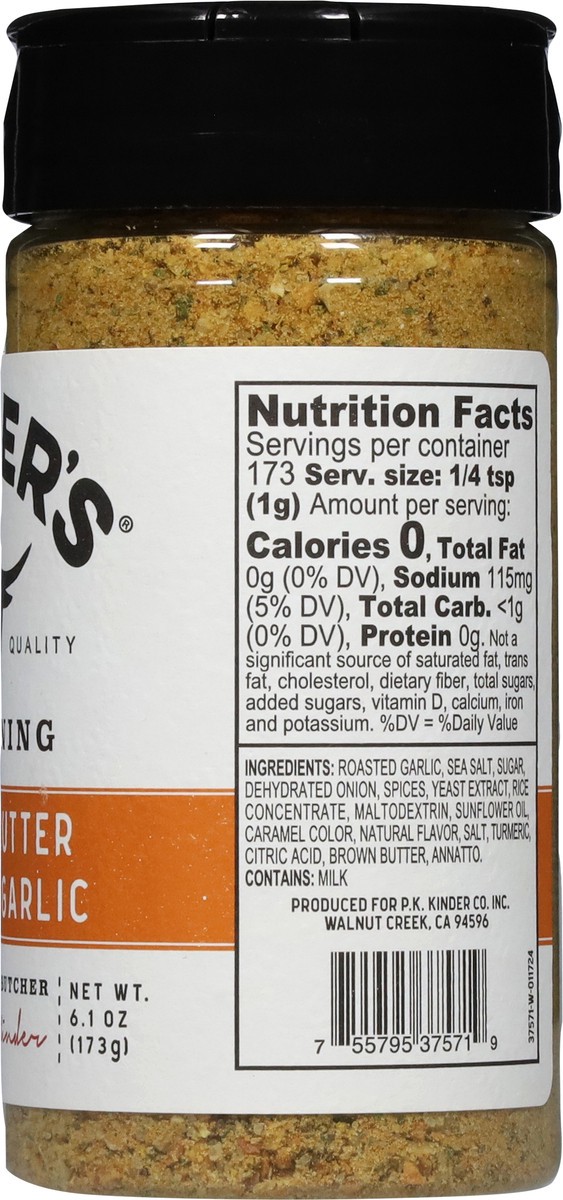 ER'S®
QUALITY
UTTER
GARLIC
BUTCHER
NET WT.
6.1 OZ
(173g)
Nutrition Facts
Servings per container
173 Serv. size: 1/4 tsp
(1g) Amount per serving:
Calories 0, Total Fat
0g (0% DV), Sodium 115mg
(5% DV), Total Carb. <1g
(0% DV), Protein 0g. Not a
significant source of saturated fat, trans
fat, cholesterol, dietary fiber, total sugars,
added sugars, vitamin D, calcium, iron
and potassium. %DV = %Daily Value
INGREDIENTS: ROASTED GARLIC, SEA SALT, SUGAR,
DEHYDRATED ONION, SPICES, YEAST EXTRACT, RICE
CONCENTRATE, MALTODEXTRIN, SUNFLOWER OIL,
CARAMEL COLOR, NATURAL FLAVOR, SALT, TURMERIC,
CITRIC ACID, BROWN BUTTER, ANNATTO.
CONTAINS: MILK
PRODUCED FOR P.K. KINDER CO. INC.
WALNUT CREEK, CA 94596
7 55795 37571 9
37571-W-011724